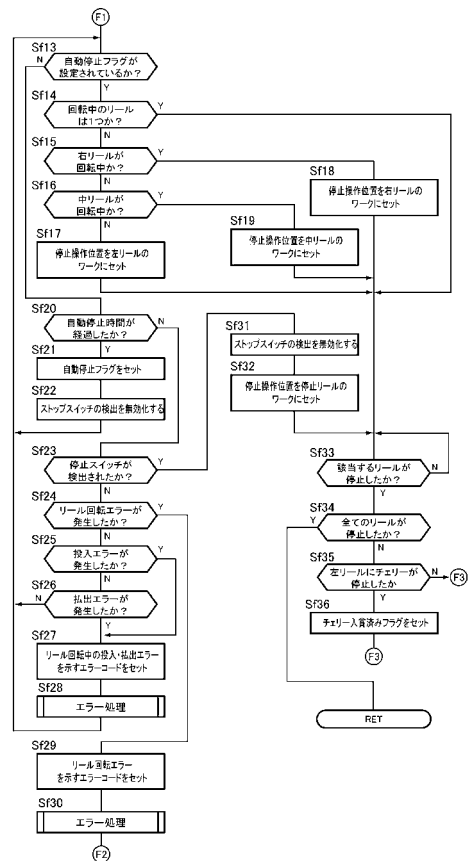 F1
Sf13
自動停止フラグが
設定されているか？
N
Y
Sf14
回転中のリール
は1つか？
Y
N
Sf15
右リールが
回転中か？
Y
N
Sf16
中リールが
回転中か？
Y
N
Sf17
停止操作位置を左リールの
ワークにセット
Sf18
停止操作位置を右リールの
ワークにセット
Sf19
停止操作位置を中リールの
ワークにセット
Sf20
自動停止時間が
経過したか？
N
Y
Sf21
自動停止フラグをセット
Sf22
ストップスイッチの検出を無効化する
Sf23
停止スイッチが
検出されたか？
Y
N
Sf24
リール回転エラーが
発生したか？
Y
N
Sf25
投入エラーが
発生したか？
Y
N
Sf26
払出エラーが
発生したか？
N
Y
Sf27
リール回転中の投入・払出エラー
を示すエラーコードをセット
Sf28
エラー処理
Sf29
リール回転エラー
を示すエラーコードをセット
Sf30
エラー処理
F2
Sf31
ストップスイッチの検出を無効化する
Sf32
停止操作位置を停止リールの
ワークにセット
Sf33
該当するリールが
停止したか？
N
Y
Sf34
全てのリールが
停止したか？
Y
N
Sf35
左リールにチェリーが
停止したか
N
F3
Y
Sf36
チェリー入賞済みフラグをセット
F3
RET